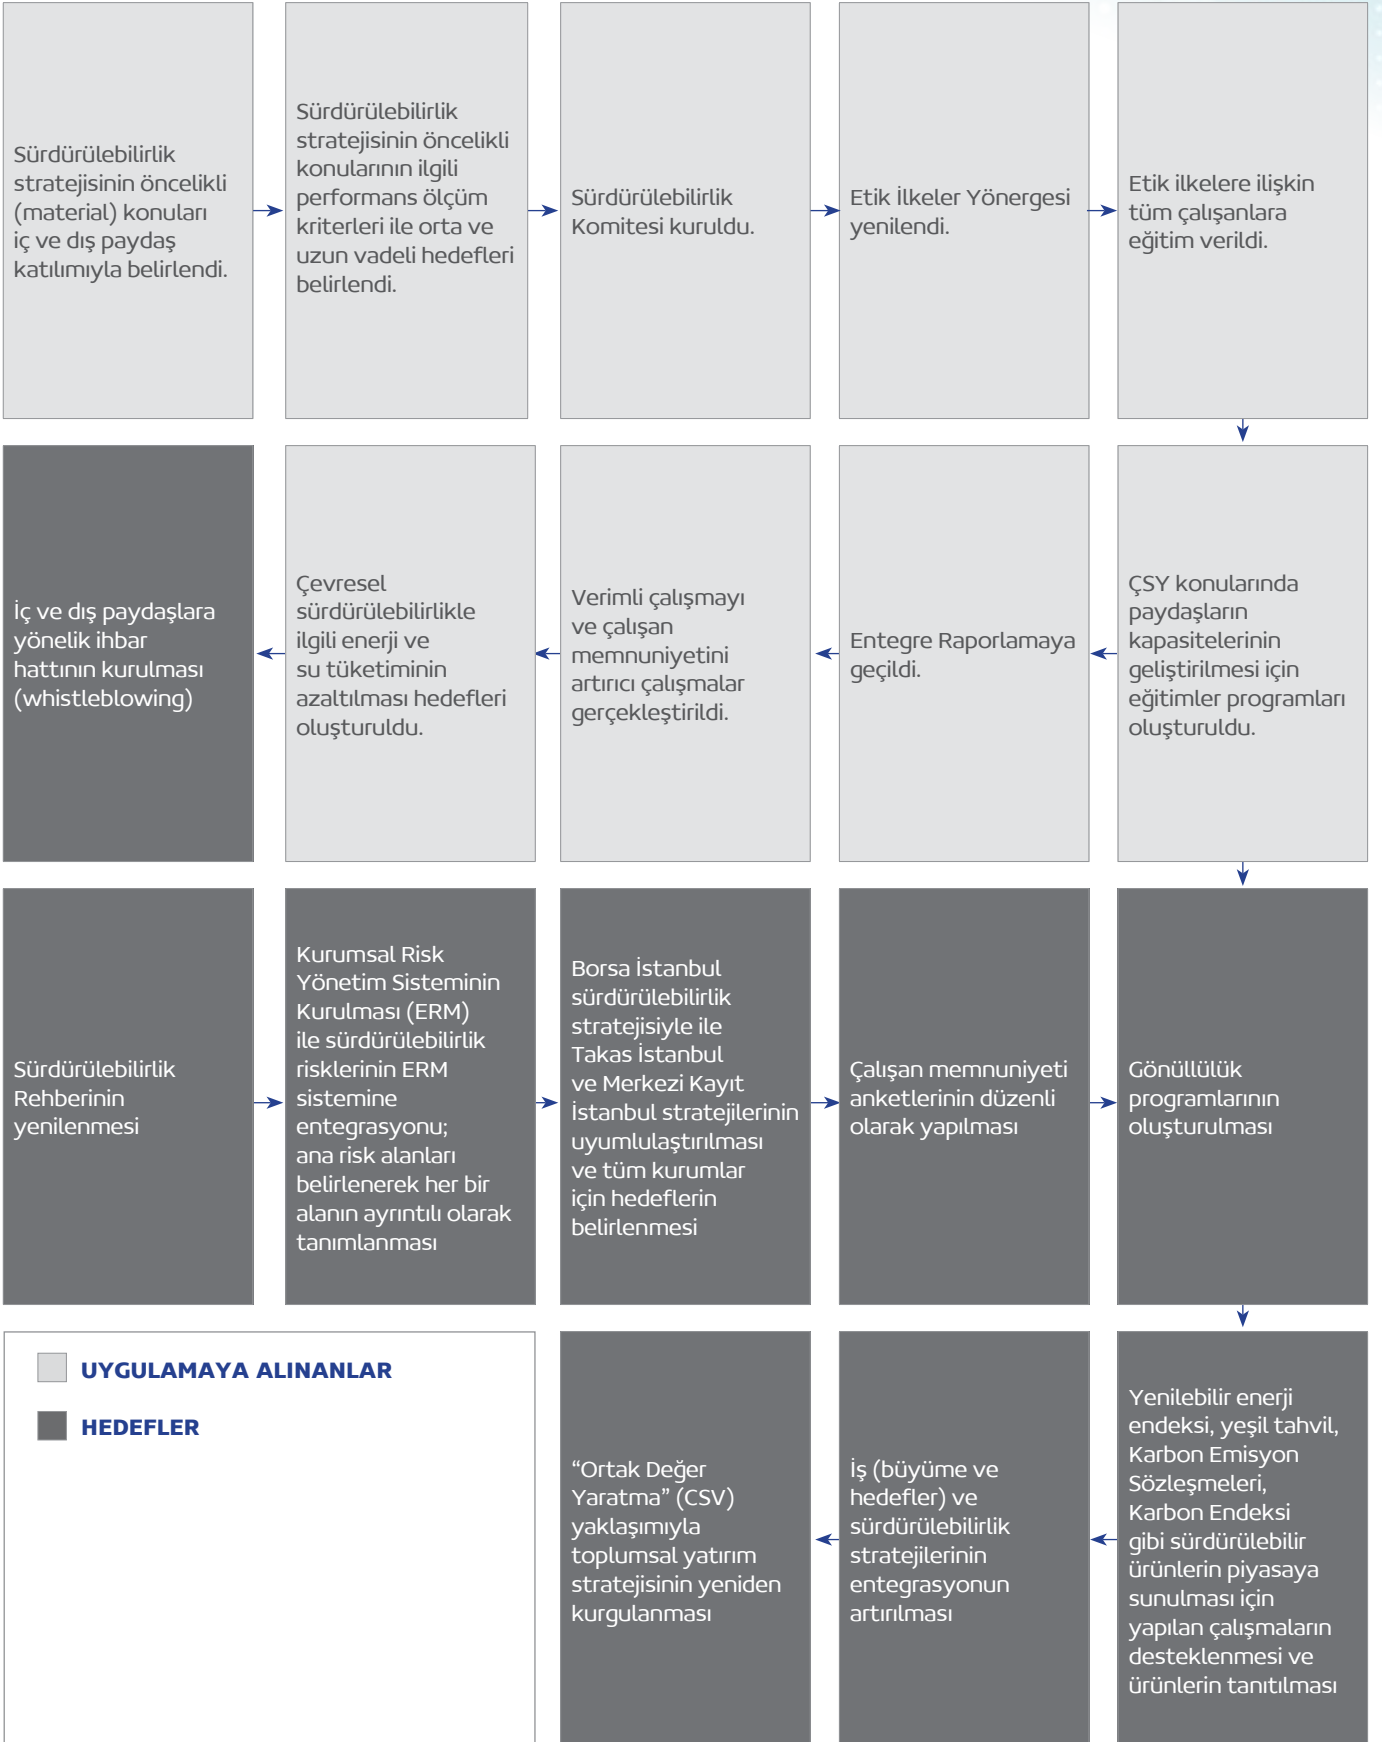 Sürdürülebilirlik
stratejisinin öncelikli
(material) konuları
iç ve dış paydaş
katılımıyla belirlendi.
Sürdürülebilirlik
stratejisinin öncelikli
konularının ilgili
performans ölçüm
kriterleri ile orta ve
uzun vadeli hedefleri
belirlendi.
Sürdürülebilirlik
Komitesi kuruldu.
Etik İlkeler Yönergesi
yenilendi.
Etik ilkelere ilişkin
tüm çalışanlara
eğitim verildi.
ÇSY konularında
paydaşların
kapasitelerinin
geliştirilmesi için
eğitimler programları
oluşturuldu.
Entegre Raporlamaya
geçildi.
Verimli çalışmayı
ve çalışan
memnuniyetini
artırıcı çalışmalar
gerçekleştirildi.
Çevresel
sürdürülebilirlikle
ilgili enerji ve
su tüketiminin
azaltılması hedefleri
oluşturuldu.
İç ve dış paydaşlara
yönelik ihbar
hattının kurulması
(whistleblowing)
Sürdürülebilirlik
Rehberinin
yenilenmesi
Kurumsal Risk
Yönetim Sisteminin
Kurulması (ERM)
ile sürdürülebilirlik
risklerinin ERM
sistemine
entegrasyonu;
ana risk alanları
belirlenerek her bir
alanın ayrıntılı olarak
tanımlanması
Borsa İstanbul
sürdürülebilirlik
stratejisiyle ile
Takas İstanbul
ve Merkezi Kayıt
İstanbul stratejilerinin
uyumlulaştırılması
ve tüm kurumlar
için hedeflerin
belirlenmesi
Çalışan memnuniyeti
anketlerinin düzenli
olarak yapılması
Gönüllülük
programlarının
oluşturulması
Yenilebilir enerji
endeksi, yeşil tahvil,
Karbon Emisyon
Sözleşmeleri,
Karbon Endeksi
gibi sürdürülebilir
ürünlerin piyasaya
sunulması için
yapılan çalışmaların
desteklenmesi ve
ürünlerin tanıtılması
İş (büyüme ve
hedefler) ve
sürdürülebilirlik
stratejilerinin
entegrasyonun
artırılması
“Ortak Değer
Yaratma” (CSV)
yaklaşımıyla
toplumsal yatırım
stratejisinin yeniden
kurgulanması
UYGULAMAYA ALINANLAR
HEDEFLER